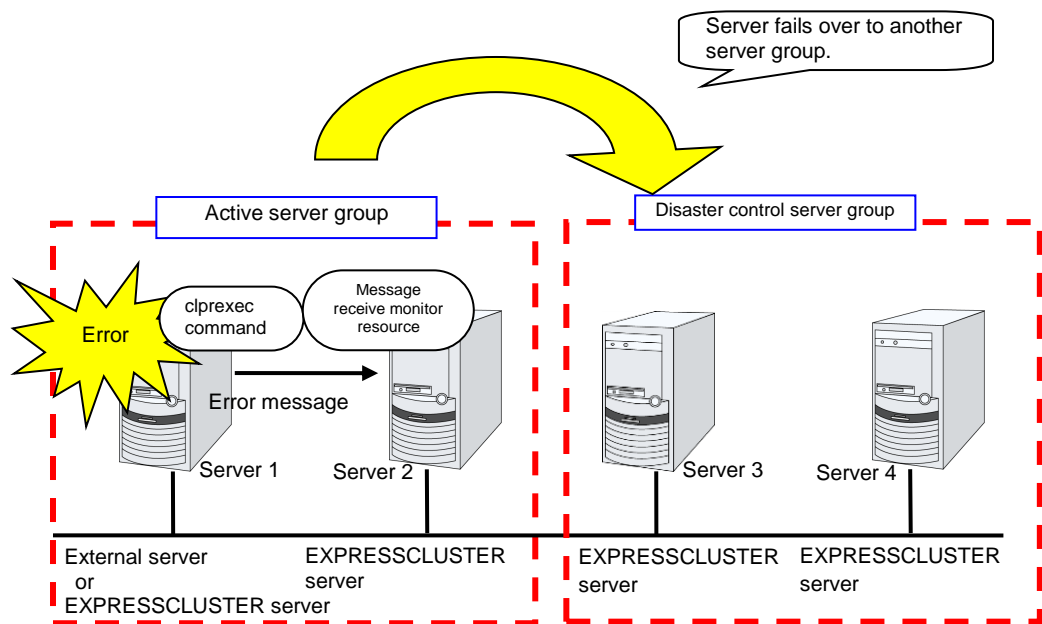 Server fails over to another
server group.
Active server group
Disaster control server group
Error
clprexec
command
Message
receive monitor
resource
Error message
Server 1
Server 2
Server 3
Server 4
External server
or
EXPRESSCLUSTER server
EXPRESSCLUSTER
server
EXPRESSCLUSTER
server
EXPRESSCLUSTER
server